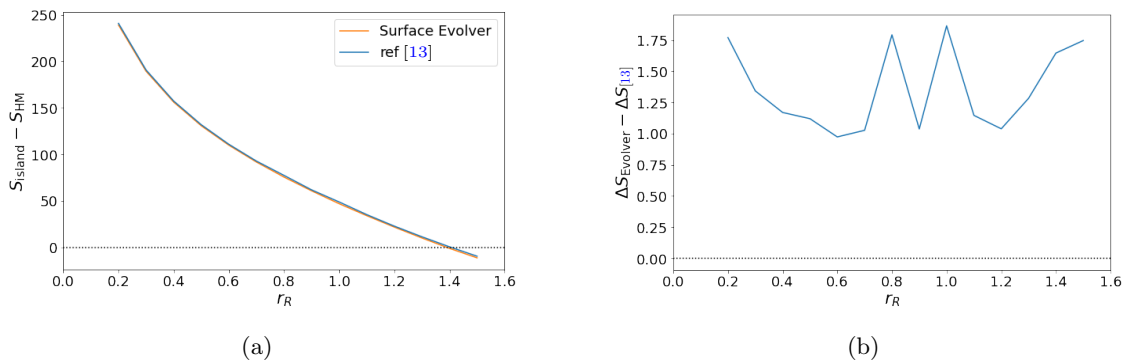 250
200
150
100
50
0
S_island − S_HM
Surface Evolver
ref [13]
0.0 0.2 0.4 0.6 0.8 1.0 1.2 1.4 1.6
r_R
(a)
1.75
1.50
1.25
1.00
0.75
0.50
0.25
0.00
ΔS_Evolver − ΔS_[13]
0.0 0.2 0.4 0.6 0.8 1.0 1.2 1.4 1.6
r_R
(b)